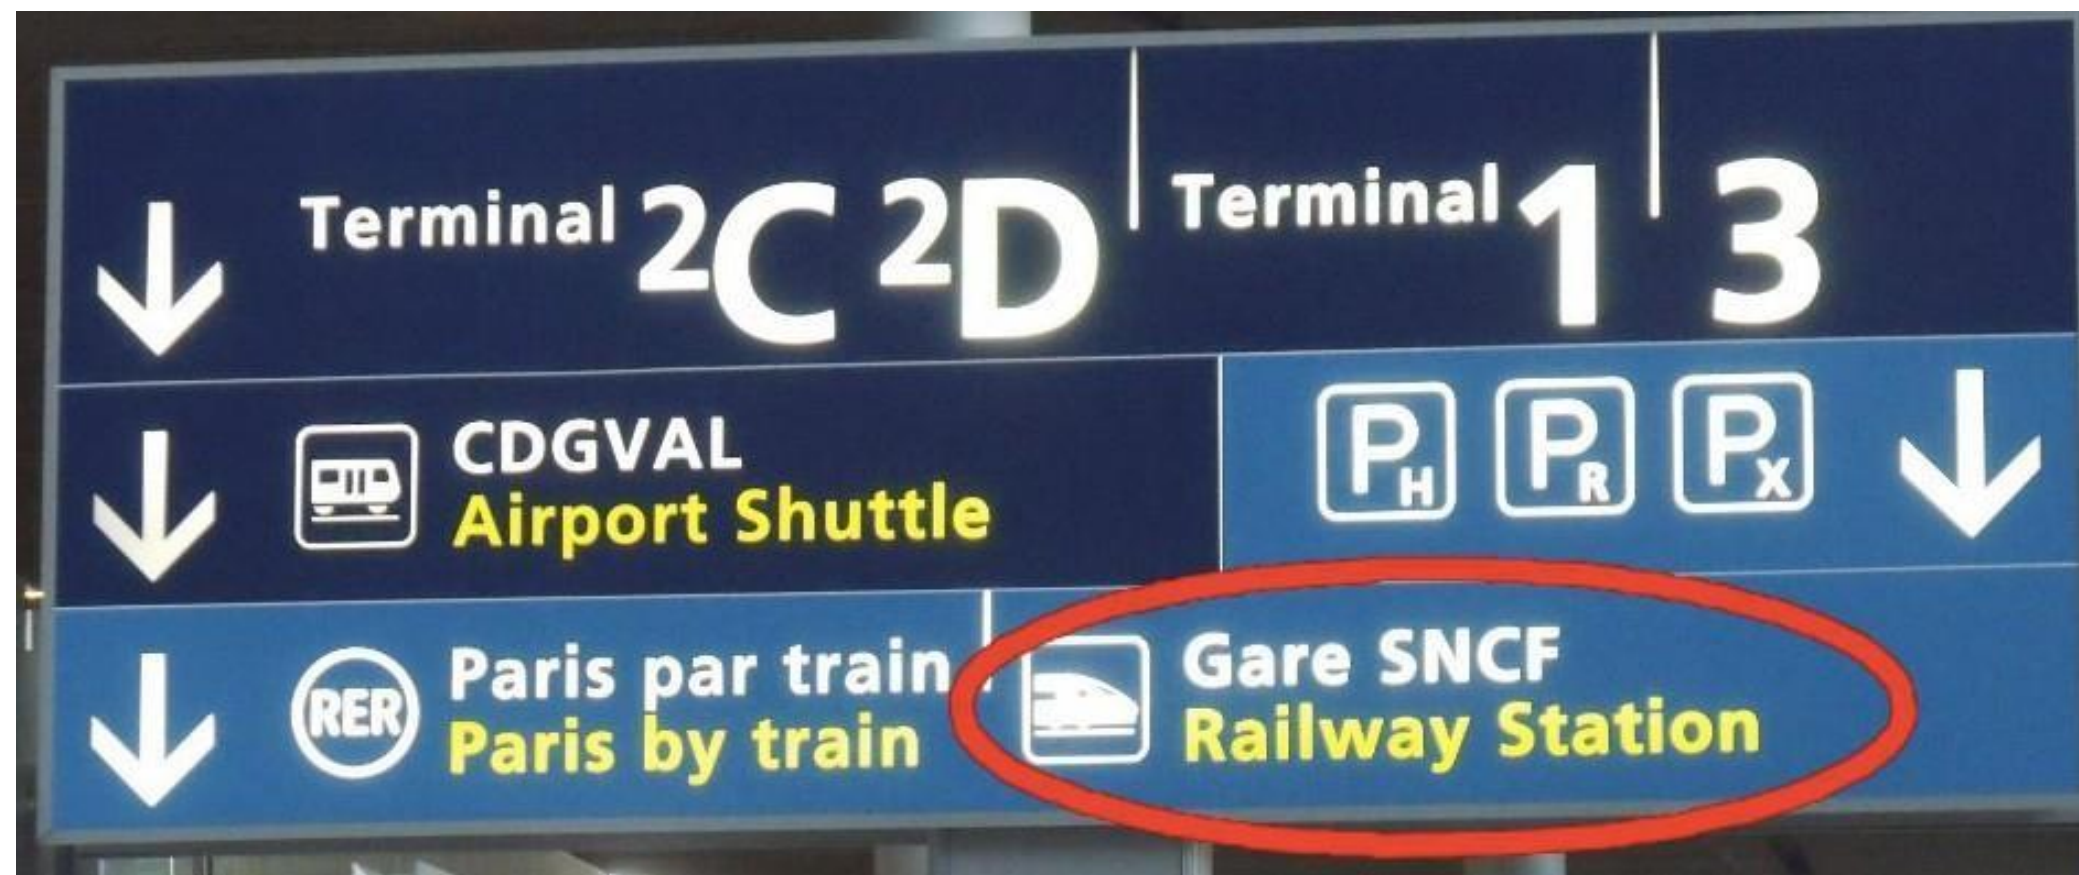 Terminal 2C 2D Terminal 1 3
CDGVAL
Airport Shuttle
PH PR PX
RER
Paris par train
Paris by train
Gare SNCF
Railway Station